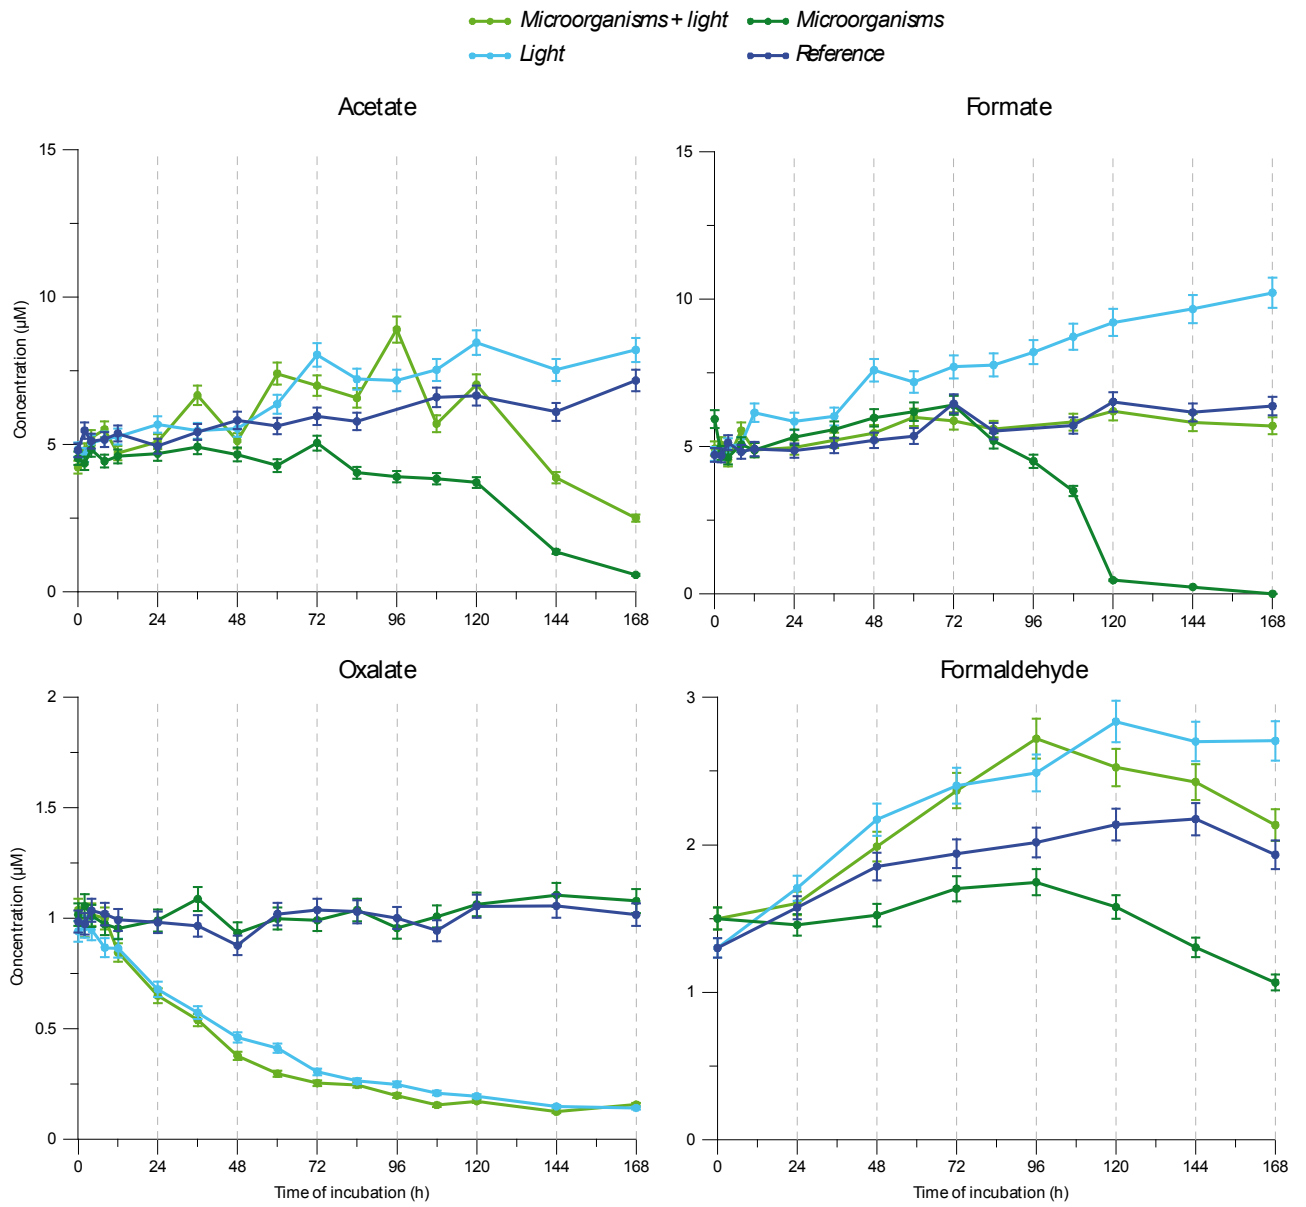 Microorganisms + light Microorganisms
Light Reference
Acetate Formate
15
10
5
0
Concentration (µM)
0 24 48 72 96 120 144 168
15
10
5
0
0 24 48 72 96 120 144 168
Oxalate Formaldehyde
2
1.5
1
0.5
0
Concentration (µM)
0 24 48 72 96 120 144 168
Time of incubation (h)
3
2
1
0
0 24 48 72 96 120 144 168
Time of incubation (h)